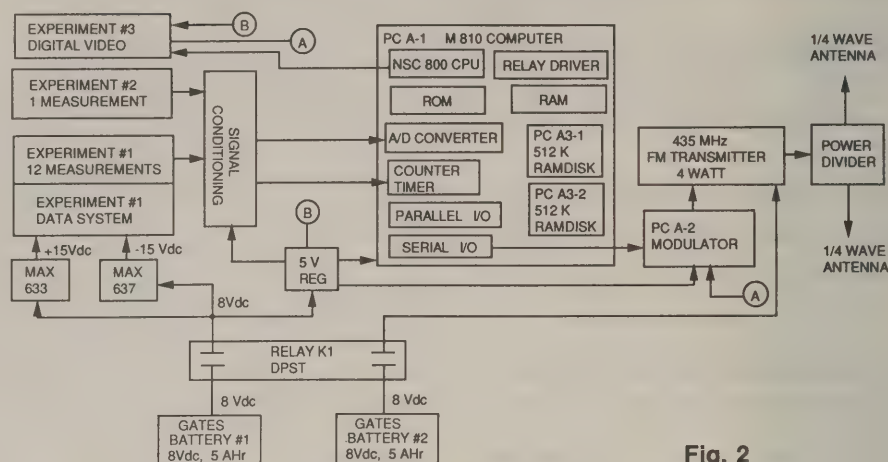 EXPERIMENT #3
DIGITAL VIDEO
B
A
EXPERIMENT #2
1 MEASUREMENT
EXPERIMENT #1
12 MEASUREMENTS
EXPERIMENT #1
DATA SYSTEM
+15Vdc
-15 Vdc
MAX
633
MAX
637
8Vdc
SIGNAL
CONDITIONING
B
5 V
REG
PC A-1 M 810 COMPUTER
NSC 800 CPU
RELAY DRIVER
ROM
RAM
A/D CONVERTER
COUNTER
TIMER
PARALLEL I/O
SERIAL I/O
PC A3-1
512 K
RAMDISK
PC A3-2
512 K
RAMDISK
435 MHz
FM TRANSMITTER
4 WATT
PC A-2
MODULATOR
A
1/4 WAVE
ANTENNA
POWER
DIVIDER
1/4 WAVE
ANTENNA
RELAY K1
DPST
8 Vdc
8 Vdc
GATES
BATTERY #1
8Vdc, 5 AHr
GATES
BATTERY #2
8Vdc, 5 AHr
Fig. 2